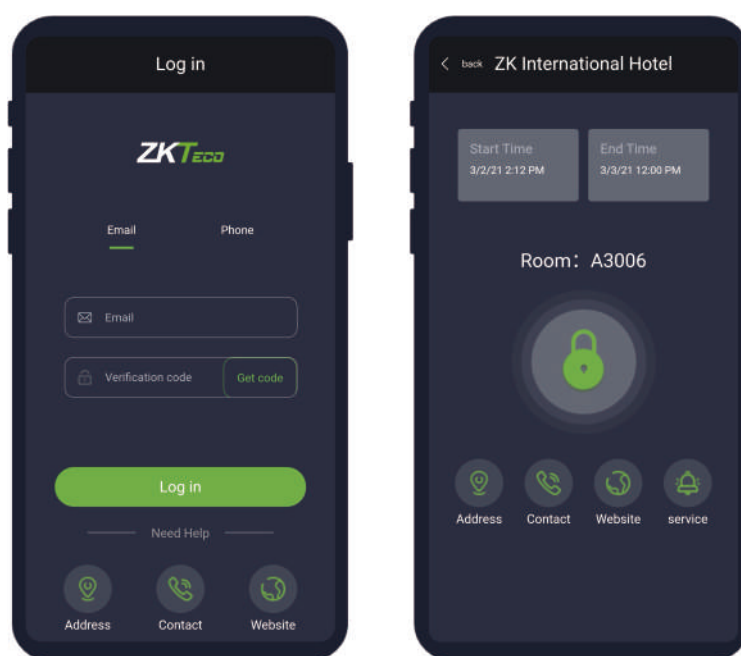 Log in
ZKTeco
Email Phone
Email
Verification code Get code
Log in
Need Help
Address Contact Website
back ZK International Hotel
Start Time End Time
3/2/21 2:12 PM 3/3/21 12:00 PM
Room： A3006
Address Contact Website service